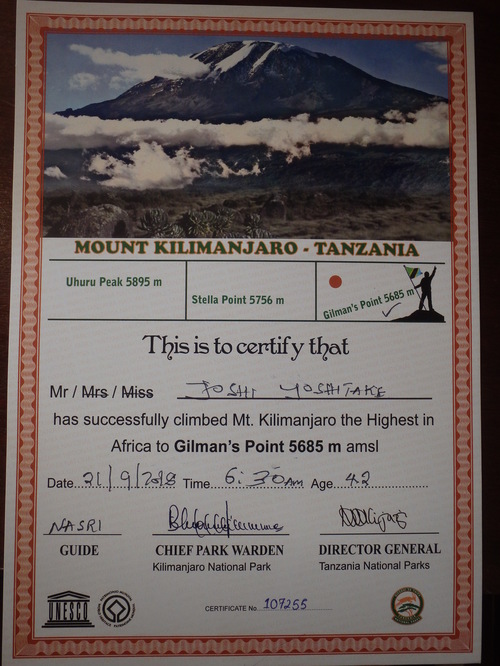 MOUNT KILIMANJARO - TANZANIA
Uhuru Peak 5895 m
Stella Point 5756 m
Gilman's Point 5685 m
This is to certify that
Mr / Mrs / Miss JOSHI YOSHITAKE
has successfully climbed Mt. Kilimanjaro the Highest in
Africa to Gilman's Point 5685 m amsl
Date 21/9/2018 Time 6:30AM Age 42
NASRI
GUIDE
CHIEF PARK WARDEN
Kilimanjaro National Park
DIRECTOR GENERAL
Tanzania National Parks
UNESCO
CERTIFICATE No. 107255